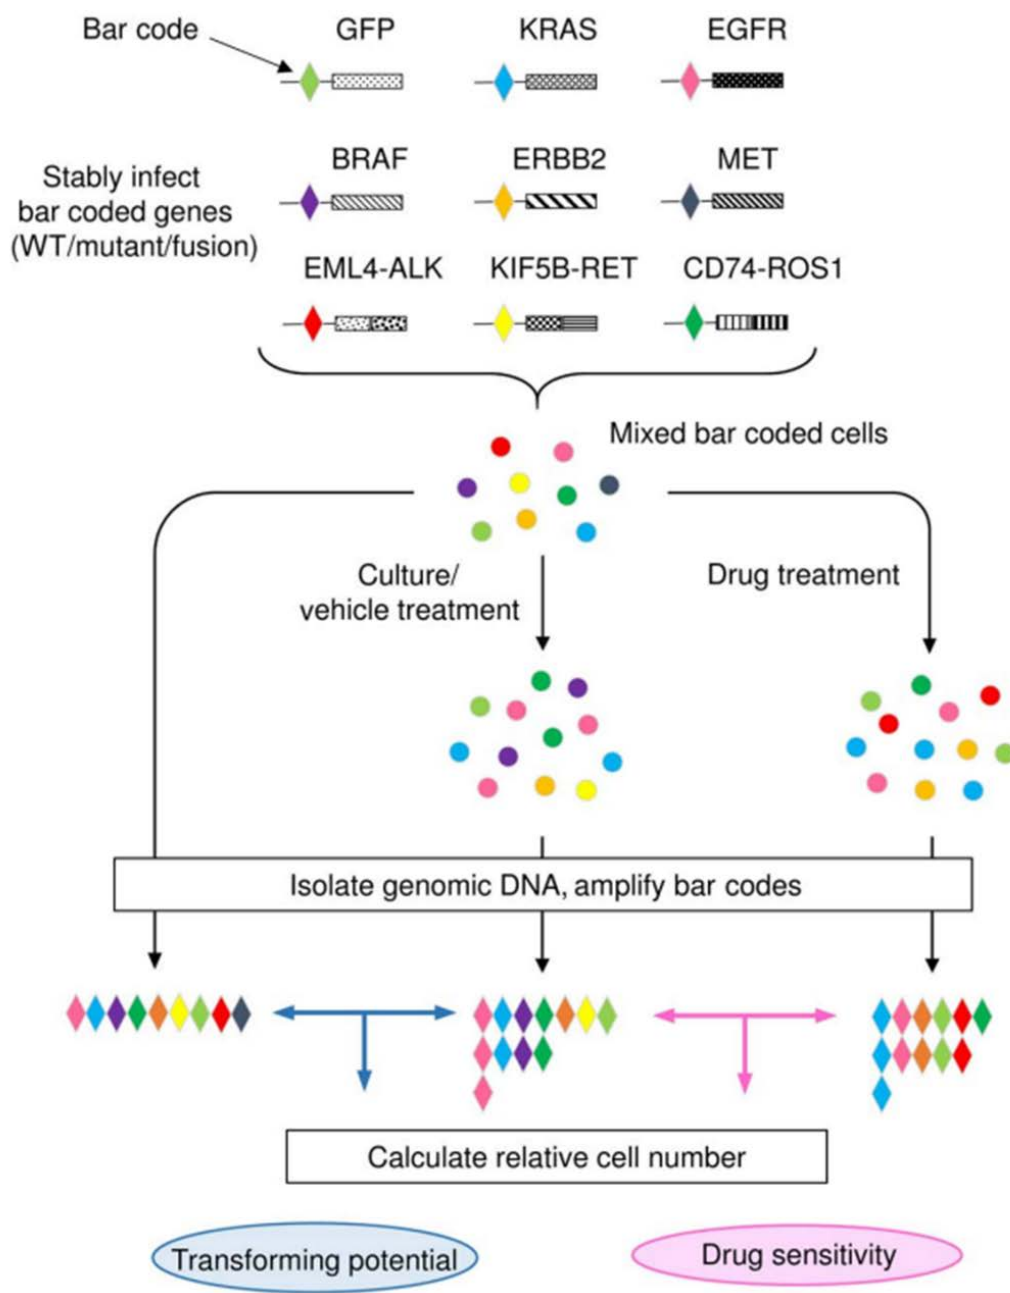 Bar code
GFP
KRAS
EGFR
BRAF
ERBB2
MET
Stably infect
bar coded genes
(WT/mutant/fusion)
EML4-ALK
KIF5B-RET
CD74-ROS1
Mixed bar coded cells
Culture/
vehicle treatment
Drug treatment
Isolate genomic DNA, amplify bar codes
Calculate relative cell number
Transforming potential
Drug sensitivity